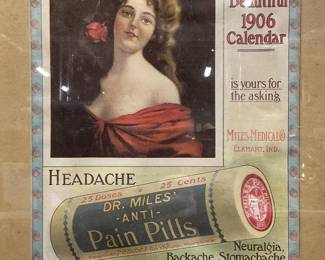 Beautiful
1906
Calendar
is yours for
the asking.
MILES MEDICAL CO
ELKHART, IND.
HEADACHE
25 Doses 25 Cents
DR. MILES'
-ANTI-
Pain Pills
Neuralgia,
Backache, Stomachache